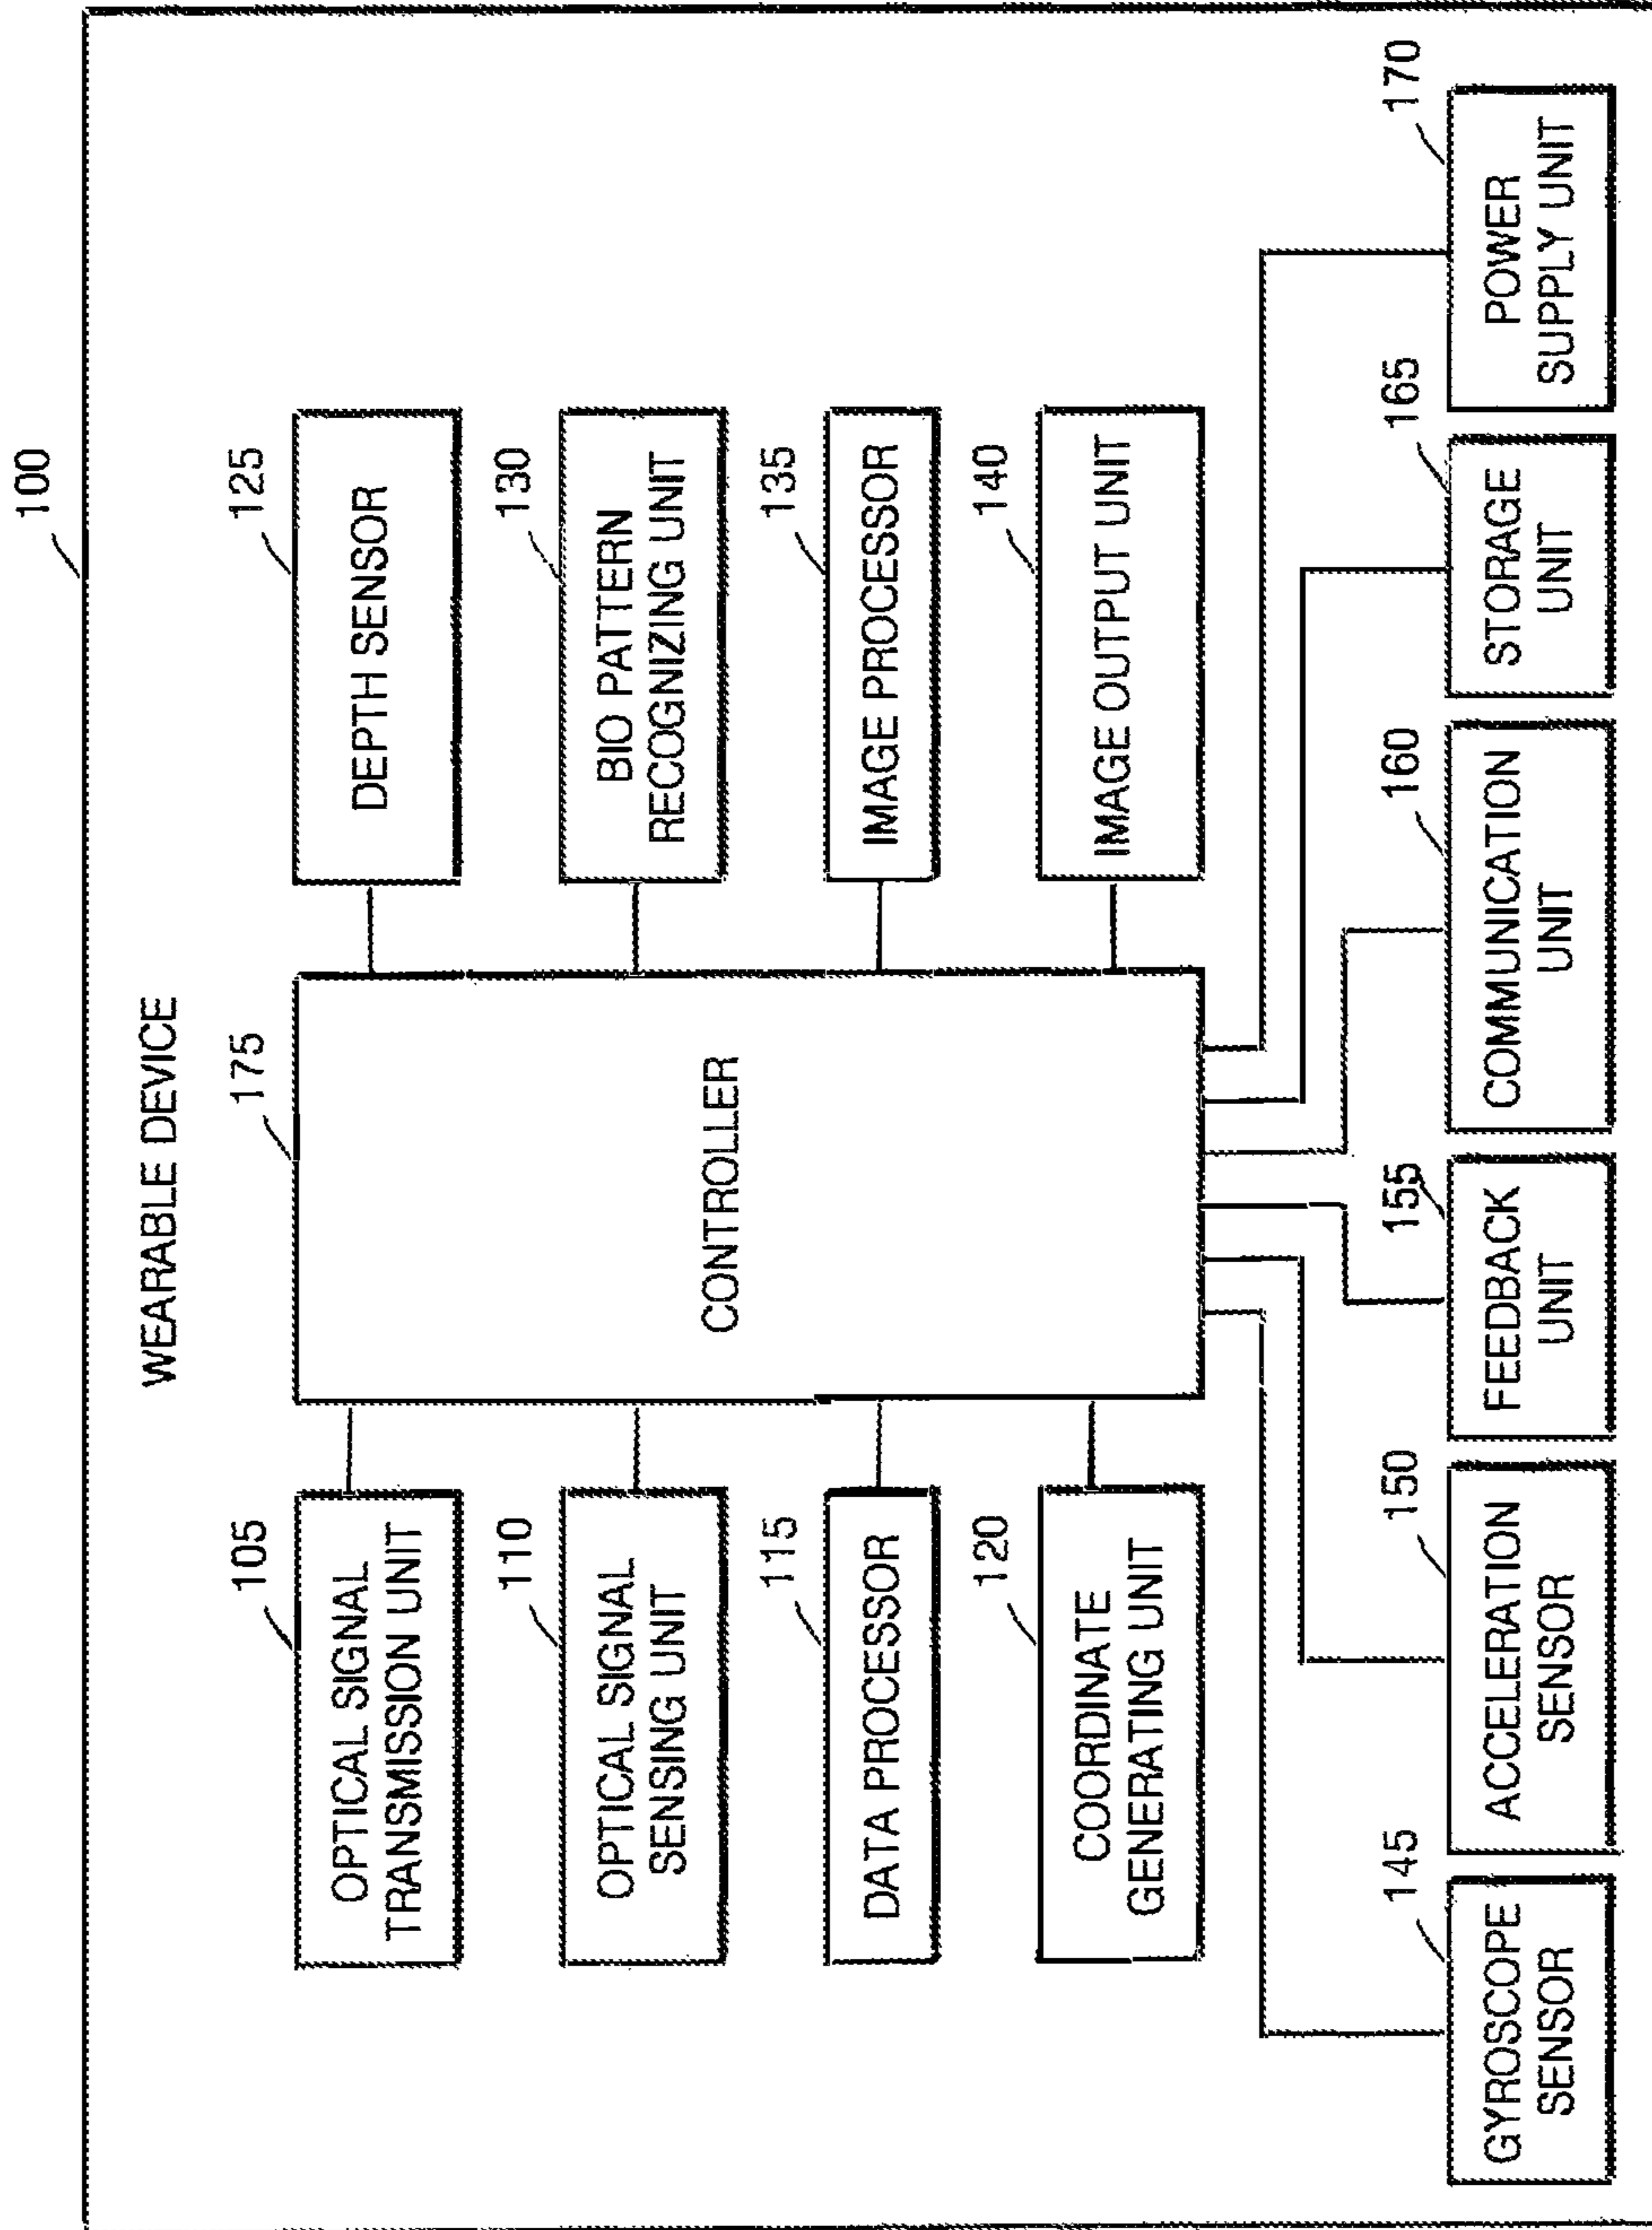 100
WEARABLE DEVICE
105
OPTICAL SIGNAL
TRANSMISSION UNIT
175
CONTROLLER
125
DEPTH SENSOR
110
OPTICAL SIGNAL
SENSING UNIT
130
BIO PATTERN
RECOGNIZING UNIT
115
DATA PROCESSOR
135
IMAGE PROCESSOR
120
COORDINATE
GENERATING UNIT
140
IMAGE OUTPUT UNIT
145
GYROSCOPE
SENSOR
150
ACCELERATION
SENSOR
155
FEEDBACK
UNIT
160
COMMUNICATION
UNIT
165
STORAGE
UNIT
170
POWER
SUPPLY UNIT